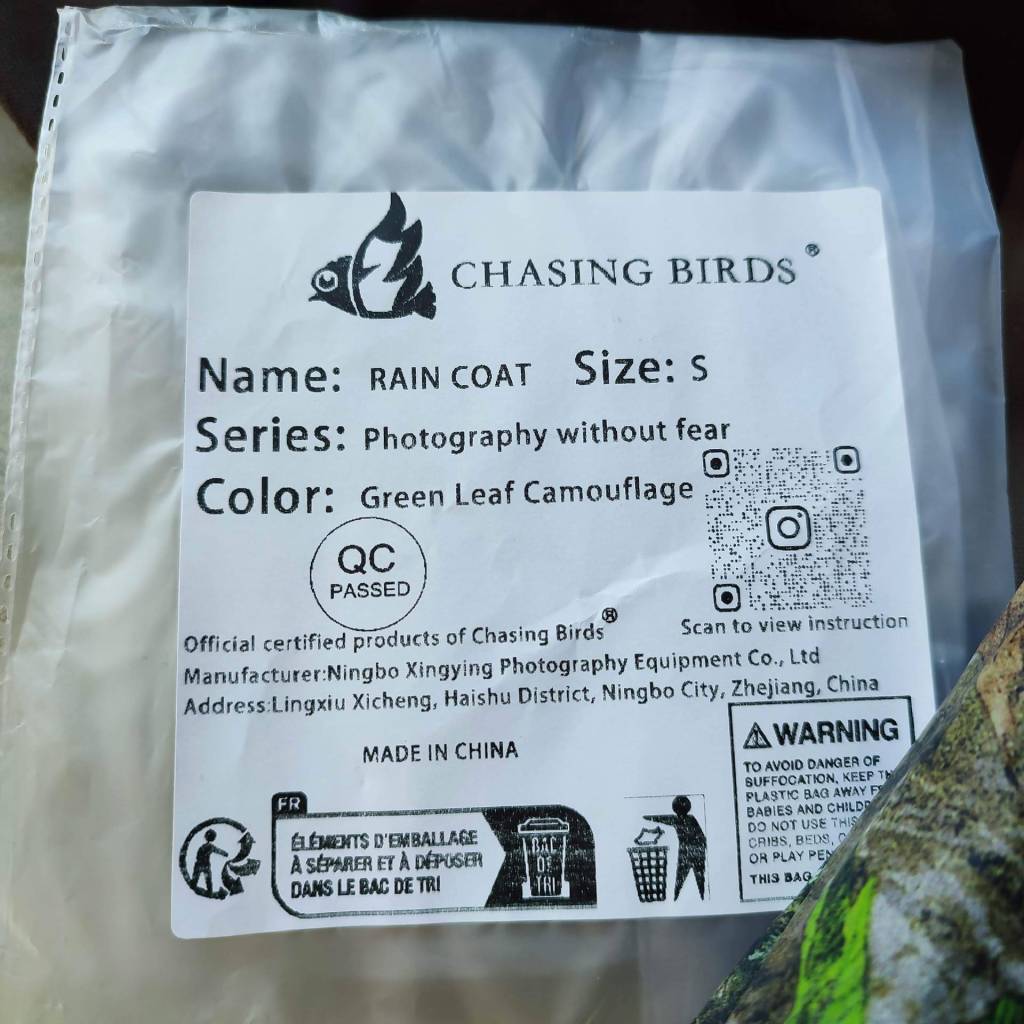 CHASING BIRDS®
Name: RAIN COAT Size: S
Series: Photography without fear
Color: Green Leaf Camouflage
QC
PASSED
Scan to view instruction
Official certified products of Chasing Birds®
Manufacturer:Ningbo Xingying Photography Equipment Co., Ltd
Address:Lingxiu Xicheng, Haishu District, Ningbo City, Zhejiang, China
MADE IN CHINA
FR
ÉLÉMENTS D'EMBALLAGE
À SÉPARER ET À DÉPOSER
DANS LE BAC DE TRI
BAC
DE
TRI
WARNING
TO AVOID DANGER OF
SUFFOCATION, KEEP
PLASTIC BAG AWAY
BABIES AND
DO NOT USE THIS
CRIBS, BEDS,
OR PLAY
THIS BAG